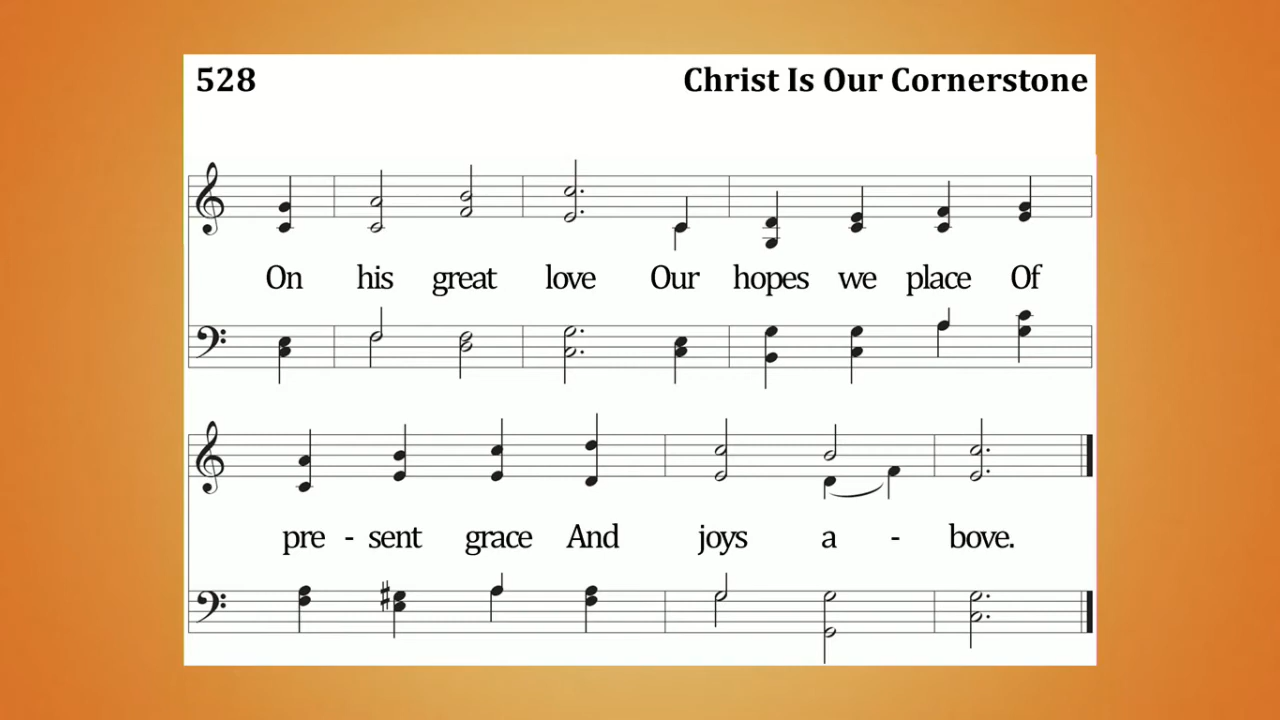 528 Christ Is Our Cornerstone
On his great love Our hopes we place Of
pre - sent grace And joys a - bove.